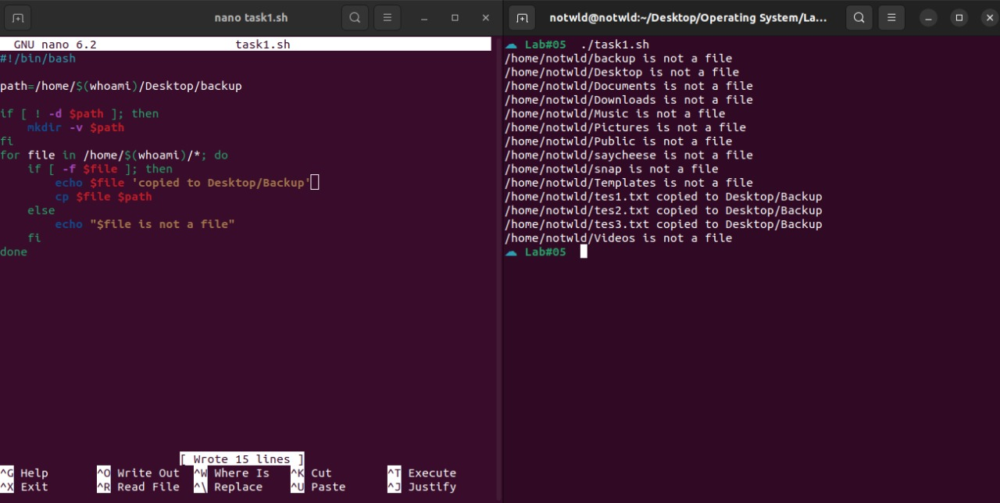 nano task1.sh
GNU nano 6.2 task1.sh
#!/bin/bash
path=/home/$(whoami)/Desktop/backup
if [ ! -d $path ]; then
mkdir -v $path
fi
for file in /home/$(whoami)/*; do
if [ -f $file ]; then
echo $file 'copied to Desktop/Backup'
cp $file $path
else
echo "$file is not a file"
fi
done
[ Wrote 15 lines ]
^G Help ^O Write Out ^W Where Is ^K Cut ^T Execute
^X Exit ^R Read File ^\ Replace ^U Paste ^J Justify
notwld@notwld:~/Desktop/Operating System/La...
Lab#05 ./task1.sh
/home/notwld/backup is not a file
/home/notwld/Desktop is not a file
/home/notwld/Documents is not a file
/home/notwld/Downloads is not a file
/home/notwld/Music is not a file
/home/notwld/Pictures is not a file
/home/notwld/Public is not a file
/home/notwld/saycheese is not a file
/home/notwld/snap is not a file
/home/notwld/Templates is not a file
/home/notwld/tes1.txt copied to Desktop/Backup
/home/notwld/tes2.txt copied to Desktop/Backup
/home/notwld/tes3.txt copied to Desktop/Backup
/home/notwld/Videos is not a file
Lab#05